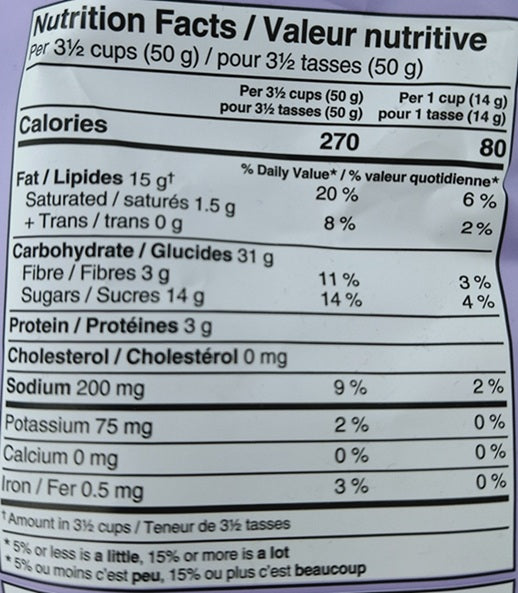 Nutrition Facts / Valeur nutritive
Per 3½ cups (50 g) / pour 3½ tasses (50 g)
Per 3½ cups (50 g) Per 1 cup (14 g)
pour 3½ tasses (50 g) pour 1 tasse (14 g)
Calories 270 80
% Daily Value* / % valeur quotidienne*
Fat / Lipides 15 g† 20 % 6 %
Saturated / saturés 1.5 g
+ Trans / trans 0 g 8 % 2 %
Carbohydrate / Glucides 31 g
Fibre / Fibres 3 g 11 % 3 %
Sugars / Sucres 14 g 14 % 4 %
Protein / Protéines 3 g
Cholesterol / Cholestérol 0 mg
Sodium 200 mg 9 % 2 %
Potassium 75 mg 2 % 0 %
Calcium 0 mg 0 % 0 %
Iron / Fer 0.5 mg 3 % 0 %
† Amount in 3½ cups / Teneur de 3½ tasses
* 5% or less is a little, 15% or more is a lot
* 5% ou moins c'est peu, 15% ou plus c'est beaucoup